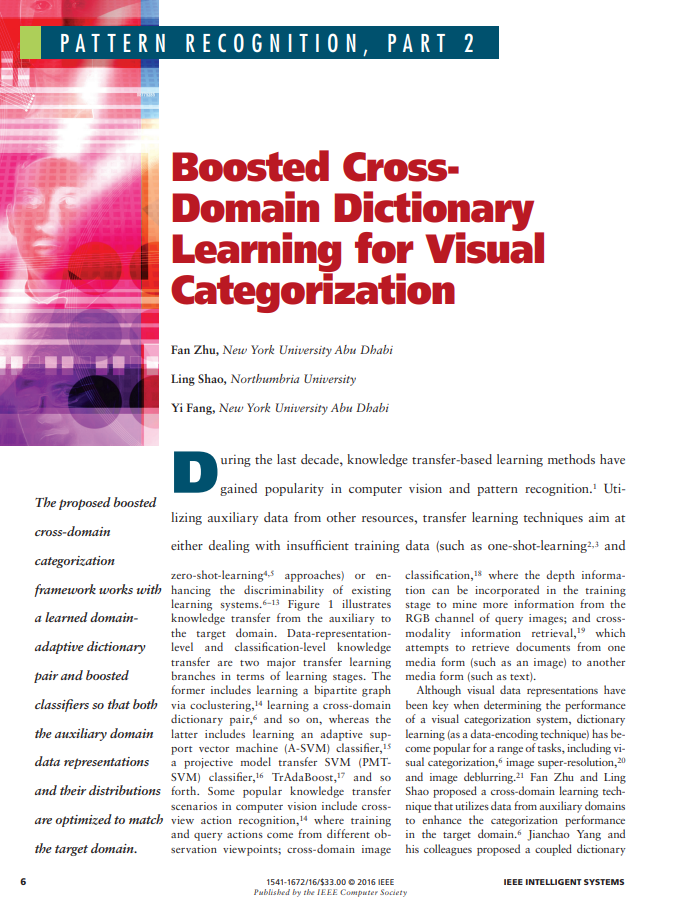 PATTERN RECOGNITION, PART 2
Boosted Cross-
Domain Dictionary
Learning for Visual
Categorization
Fan Zhu, New York University Abu Dhabi
Ling Shao, Northumbria University
Yi Fang, New York University Abu Dhabi
The proposed boosted
cross-domain
categorization
framework works with
a learned domain-
adaptive dictionary
pair and boosted
classifiers so that both
the auxiliary domain
data representations
and their distributions
are optimized to match
the target domain.
During the last decade, knowledge transfer-based learning methods have
gained popularity in computer vision and pattern recognition.1 Uti-
lizing auxiliary data from other resources, transfer learning techniques aim at
either dealing with insufficient training data (such as one-shot-learning2,3 and
zero-shot-learning4,5 approaches) or en-
hancing the discriminability of existing
learning systems.6–13 Figure 1 illustrates
knowledge transfer from the auxiliary to
the target domain. Data-representation-
level and classification-level knowledge
transfer are two major transfer learning
branches in terms of learning stages. The
former includes learning a bipartite graph
via coclustering,14 learning a cross-domain
dictionary pair,6 and so on, whereas the
latter includes learning an adaptive sup-
port vector machine (A-SVM) classifier,15
a projective model transfer SVM (PMT-
SVM) classifier,16 TrAdaBoost,17 and so
forth. Some popular knowledge transfer
scenarios in computer vision include cross-
view action recognition,14 where training
and query actions come from different ob-
servation viewpoints; cross-domain image
classification,18 where the depth informa-
tion can be incorporated in the training
stage to mine more information from the
RGB channel of query images; and cross-
modality information retrieval,19 which
attempts to retrieve documents from one
media form (such as an image) to another
media form (such as text).
Although visual data representations have
been key when determining the performance
of a visual categorization system, dictionary
learning (as a data-encoding technique) has be-
come popular for a range of tasks, including vi-
sual categorization,6 image super-resolution,20
and image deblurring.21 Fan Zhu and Ling
Shao proposed a cross-domain learning tech-
nique that utilizes data from auxiliary domains
to enhance the categorization performance
in the target domain.6 Jianchao Yang and
his colleagues proposed a coupled dictionary
6
1541-1672/16/$33.00 © 2016 IEEE
Published by the IEEE Computer Society
IEEE INTELLIGENT SYSTEMS